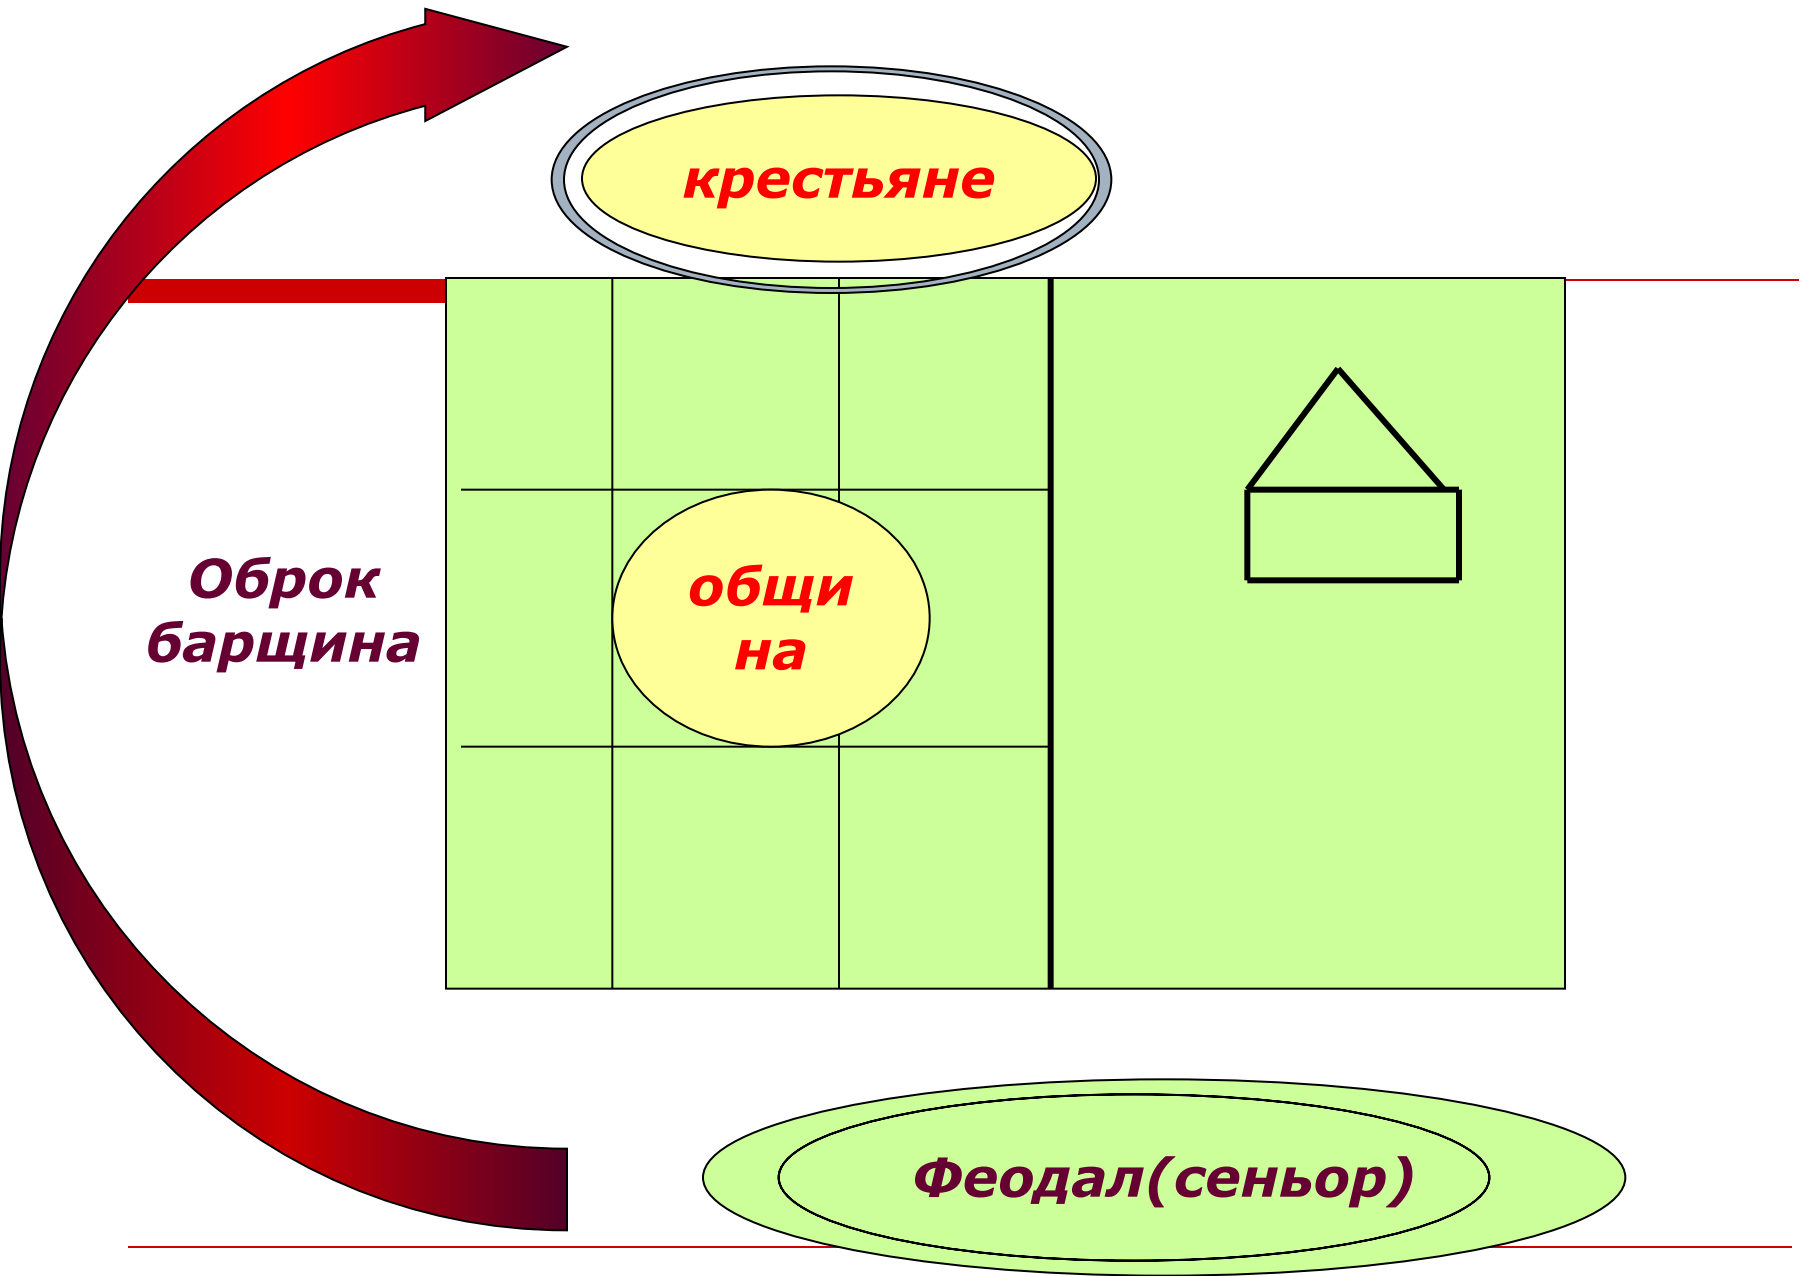 крестьяне
Оброк
барщина
общи
на
Феодал(сеньор)